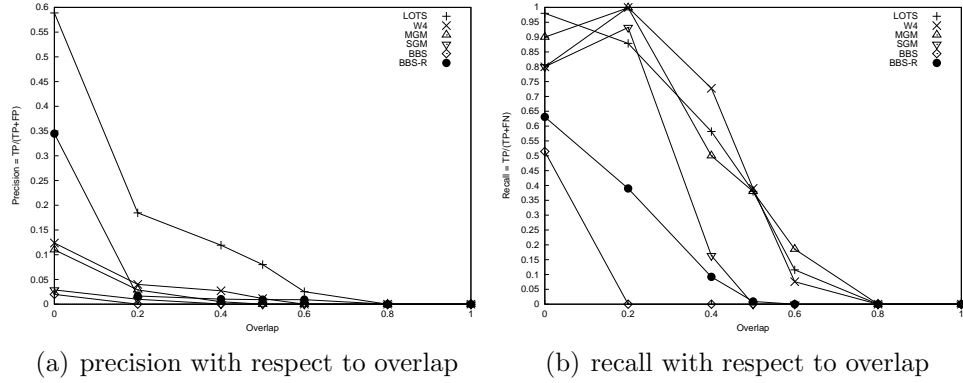 0.6
0.55
0.5
0.45
0.4
0.35
0.3
0.25
0.2
0.15
0.1
0.05
0
Precision = TP/(TP+FP)
0 0.2 0.4 0.6 0.8 1
Overlap
LOTS
W4
MGM
SGM
BBS
BBS-R
(a) precision with respect to overlap
1
0.95
0.9
0.85
0.8
0.75
0.7
0.65
0.6
0.55
0.5
0.45
0.4
0.35
0.3
0.25
0.2
0.15
0.1
0.05
0
Recall = TP/(TP+FN)
0 0.2 0.4 0.6 0.8 1
Overlap
LOTS
W4
MGM
SGM
BBS
BBS-R
(b) recall with respect to overlap